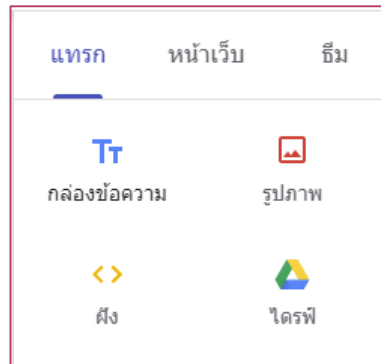 แทรก หน้าเว็บ ธีม
Tт
กล่องข้อความ รูปภาพ
ฝัง ไดรฟ์